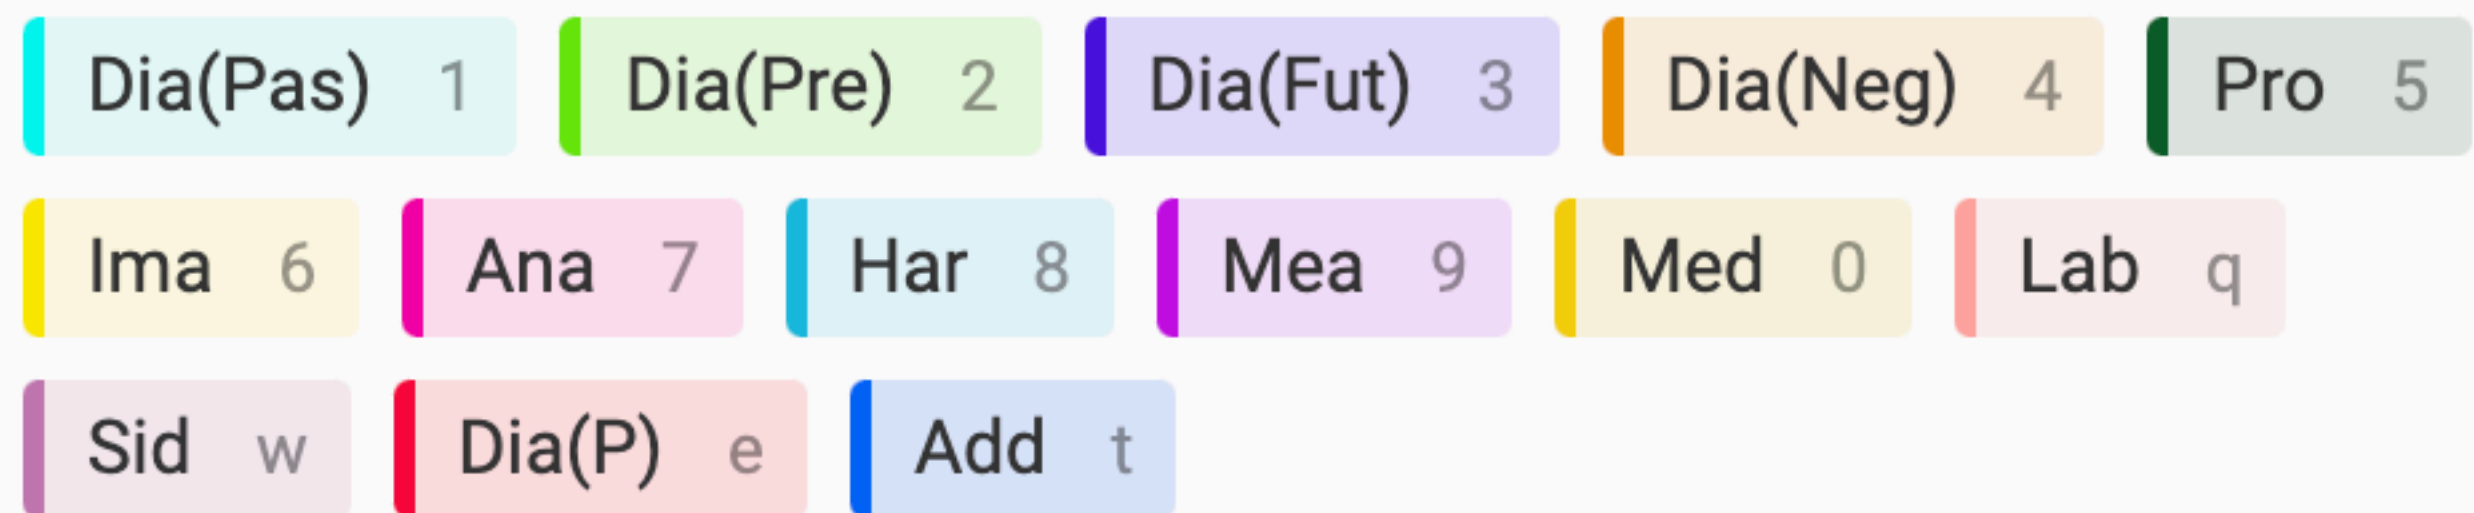 Dia(Pas) 1 Dia(Pre) 2 Dia(Fut) 3 Dia(Neg) 4 Pro 5
Ima 6 Ana 7 Har 8 Mea 9 Med 0 Lab q
Sid w Dia(P) e Add t